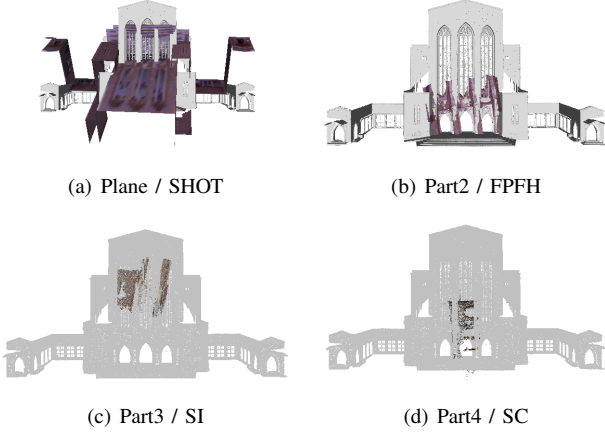 (a) Plane / SHOT
(b) Part2 / FPFH
(c) Part3 / SI
(d) Part4 / SC